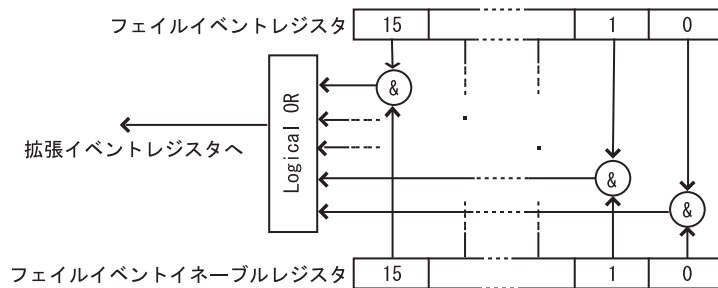 フェイルイベントレジスタ 15 1 0
&
Logical OR
拡張イベントレジスタへ
&
&
フェイルイベントイネーブルレジスタ 15 1 0